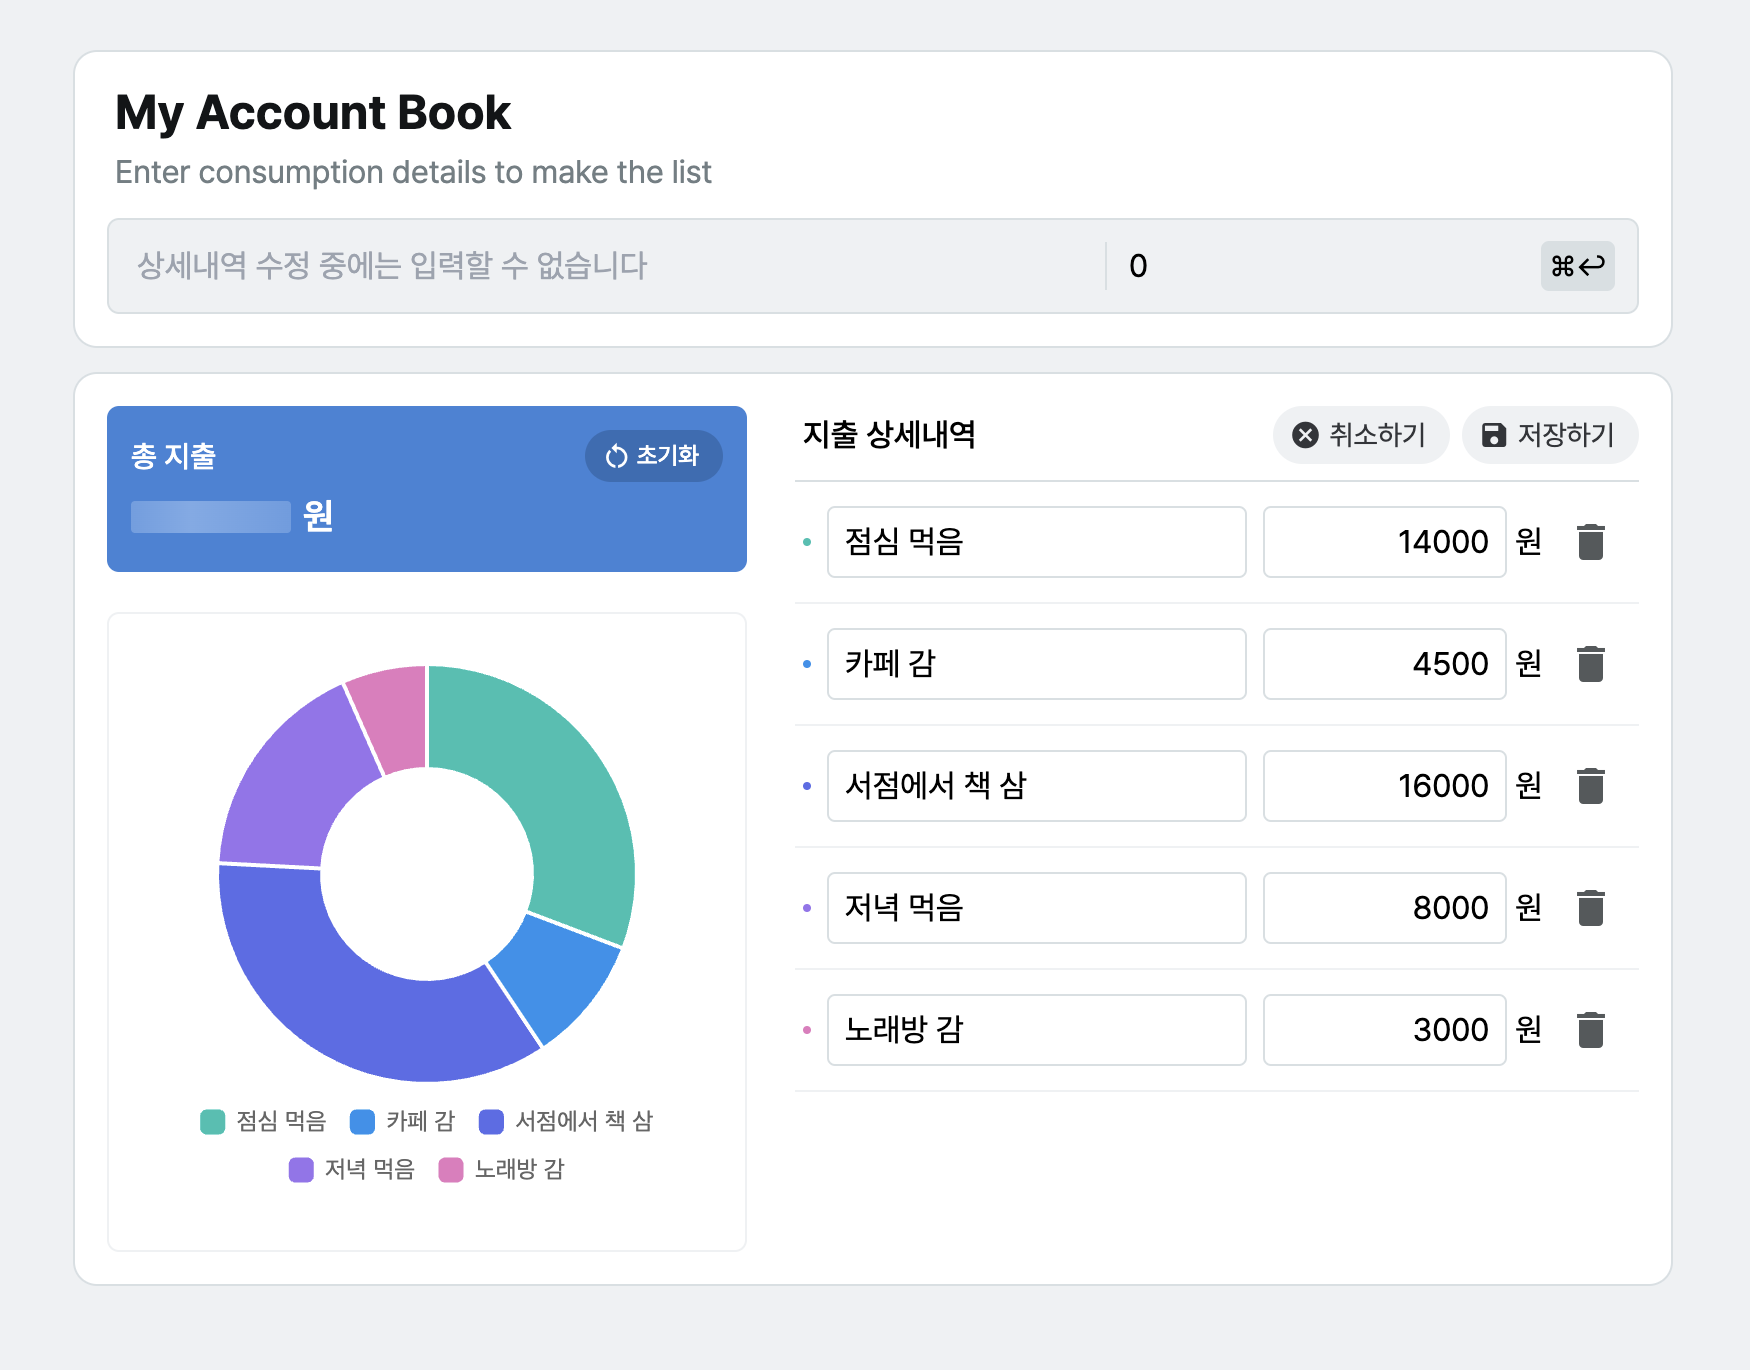 My Account Book
Enter consumption details to make the list
상세내역 수정 중에는 입력할 수 없습니다 0 ⌘↩
총 지출 초기화
원
점심 먹음 카페 감 서점에서 책 삼
저녁 먹음 노래방 감
지출 상세내역 취소하기 저장하기
점심 먹음 14000 원
카페 감 4500 원
서점에서 책 삼 16000 원
저녁 먹음 8000 원
노래방 감 3000 원